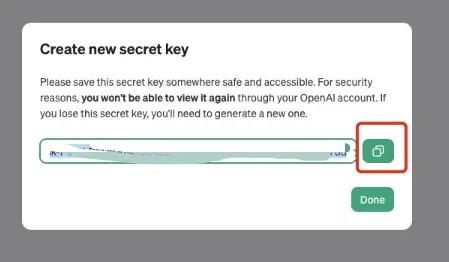 Create new secret key
Please save this secret key somewhere safe and accessible. For security
reasons, you won't be able to view it again through your OpenAI account. If
you lose this secret key, you'll need to generate a new one.
Done